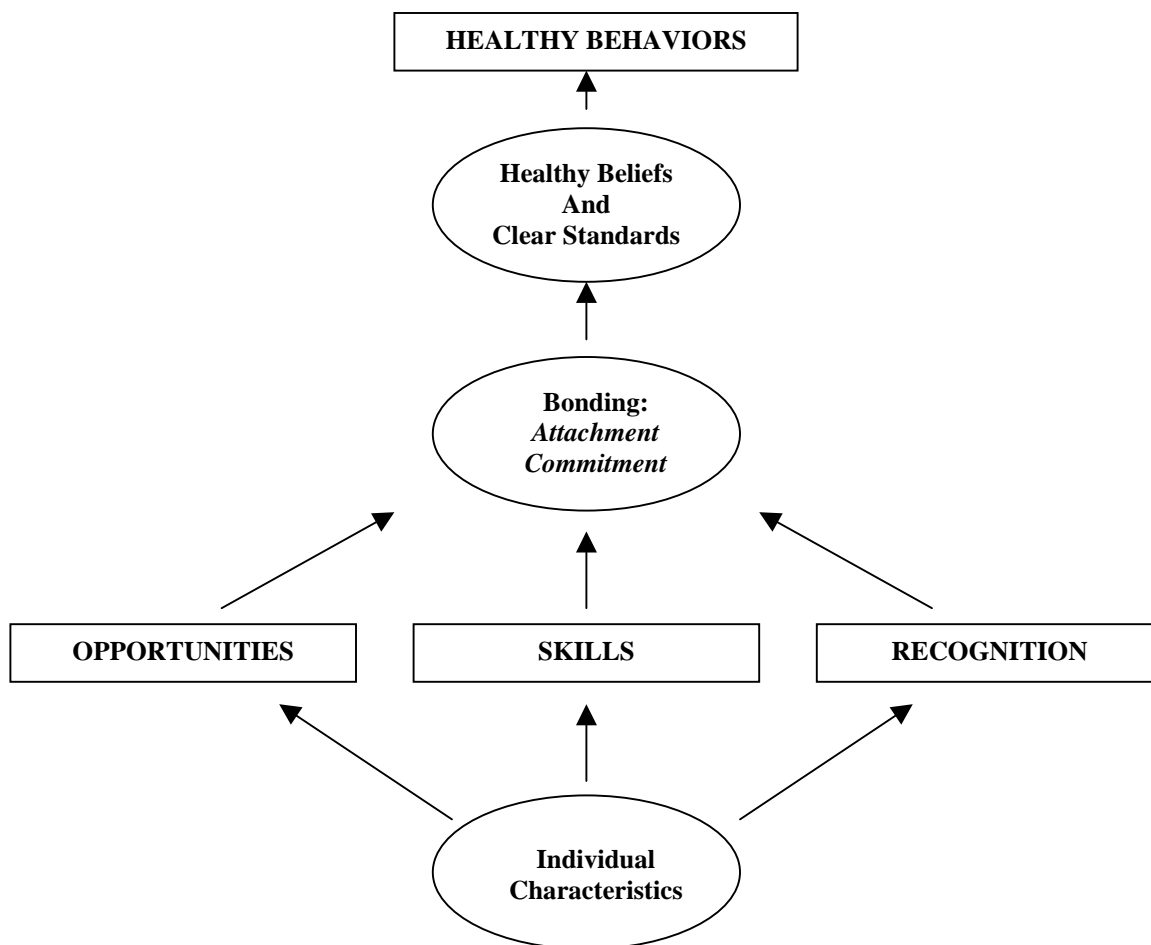 HEALTHY BEHAVIORS
Healthy Beliefs
And
Clear Standards
Bonding:
Attachment
Commitment
OPPORTUNITIES
SKILLS
RECOGNITION
Individual
Characteristics